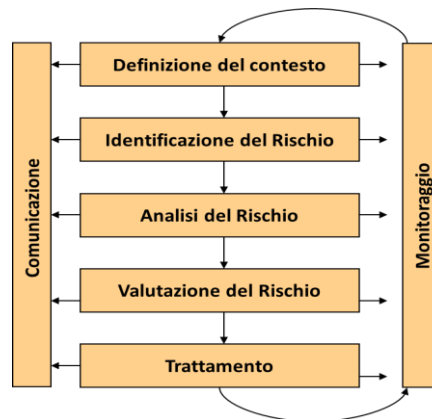 Definizione del contesto
Identificazione del Rischio
Analisi del Rischio
Valutazione del Rischio
Trattamento
Comunicazione
Monitoraggio